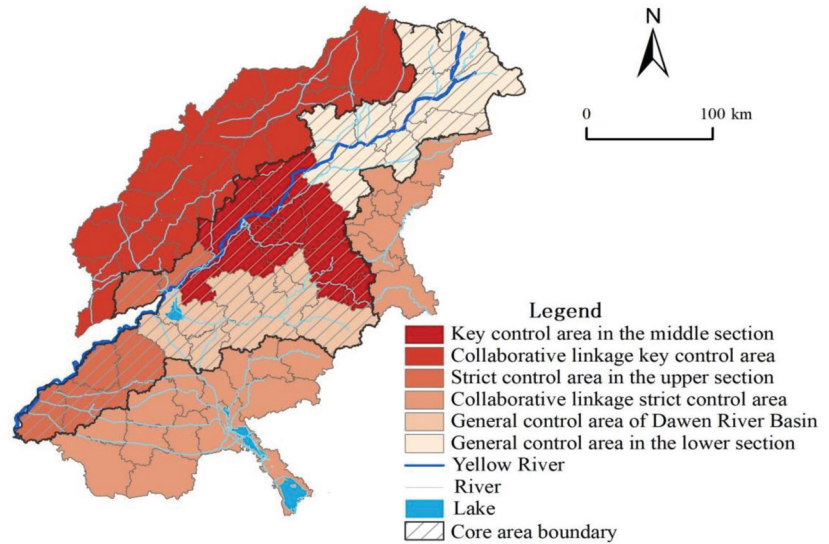 N
0 100 km
Legend
Key control area in the middle section
Collaborative linkage key control area
Strict control area in the upper section
Collaborative linkage strict control area
General control area of Dawen River Basin
General control area in the lower section
Yellow River
River
Lake
Core area boundary